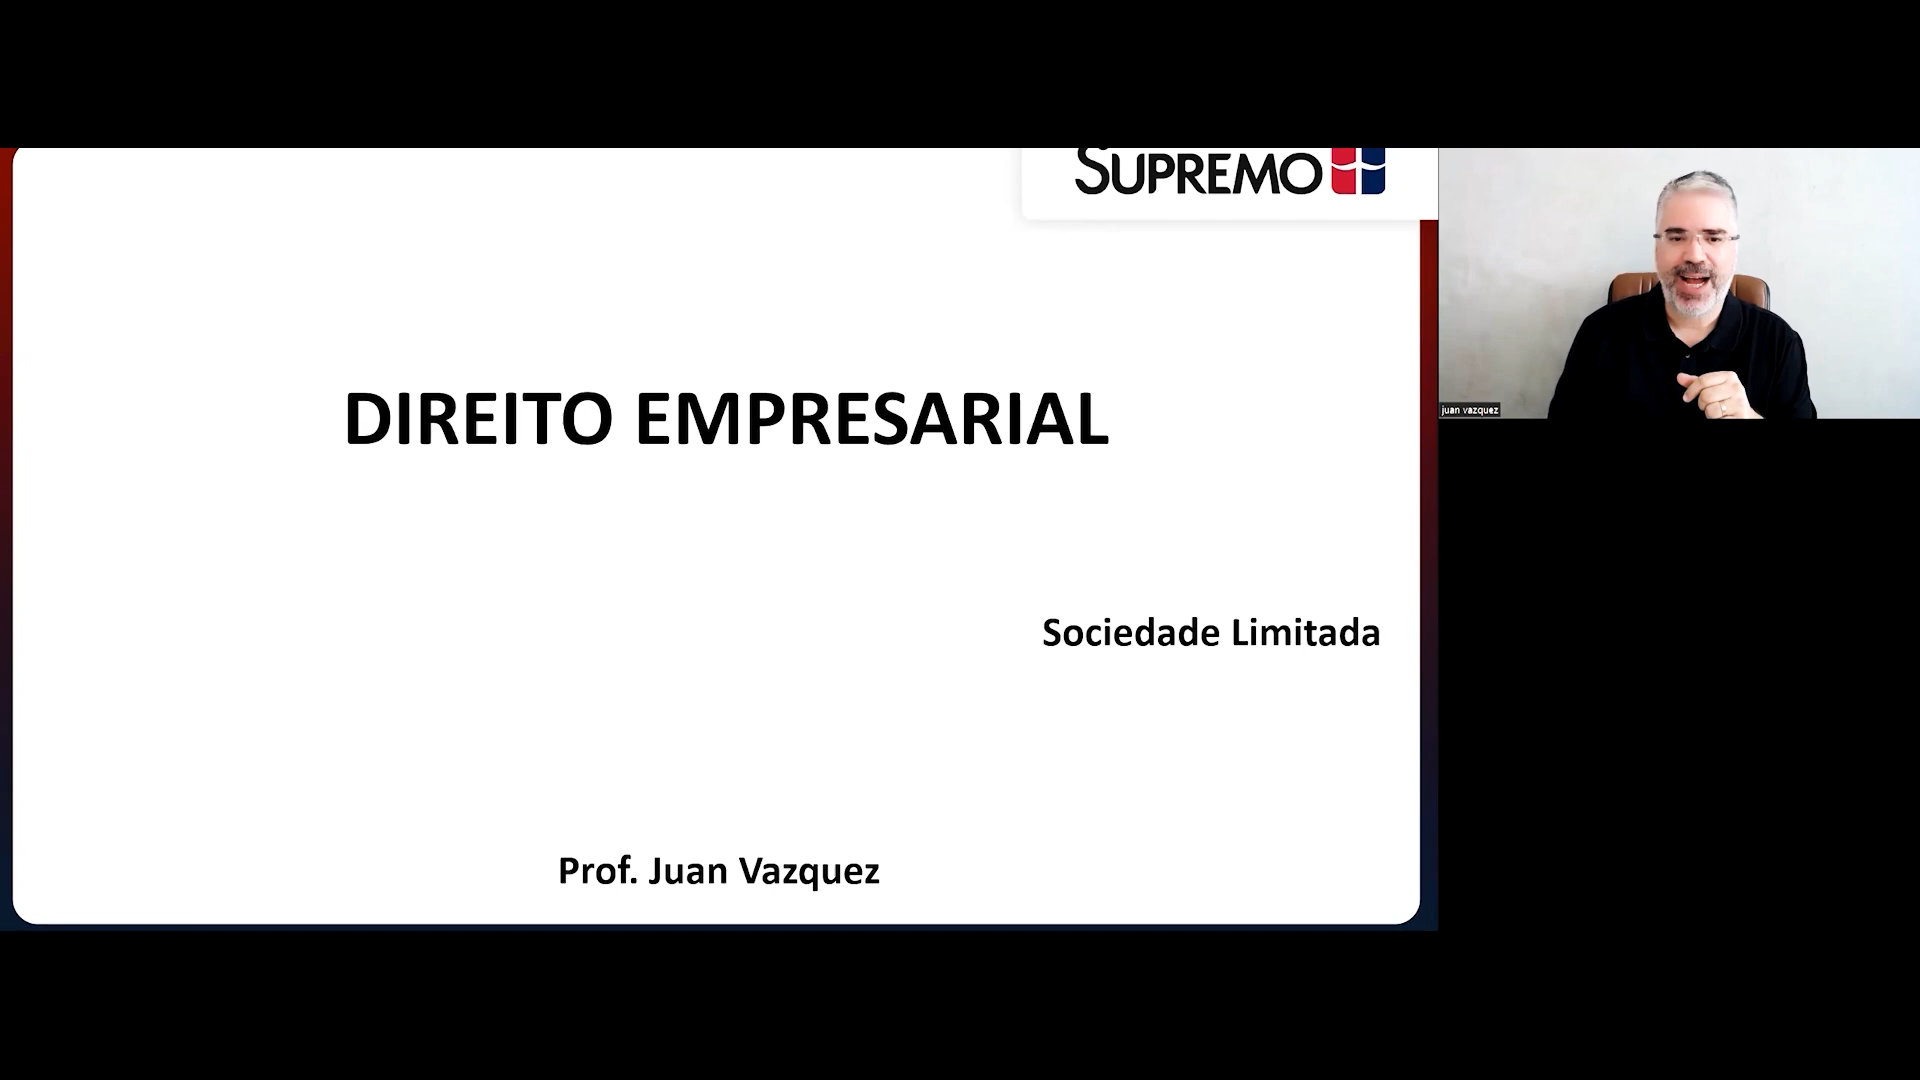 SUPREMO
DIREITO EMPRESARIAL
juan vazquez
Sociedade Limitada
Prof. Juan Vazquez